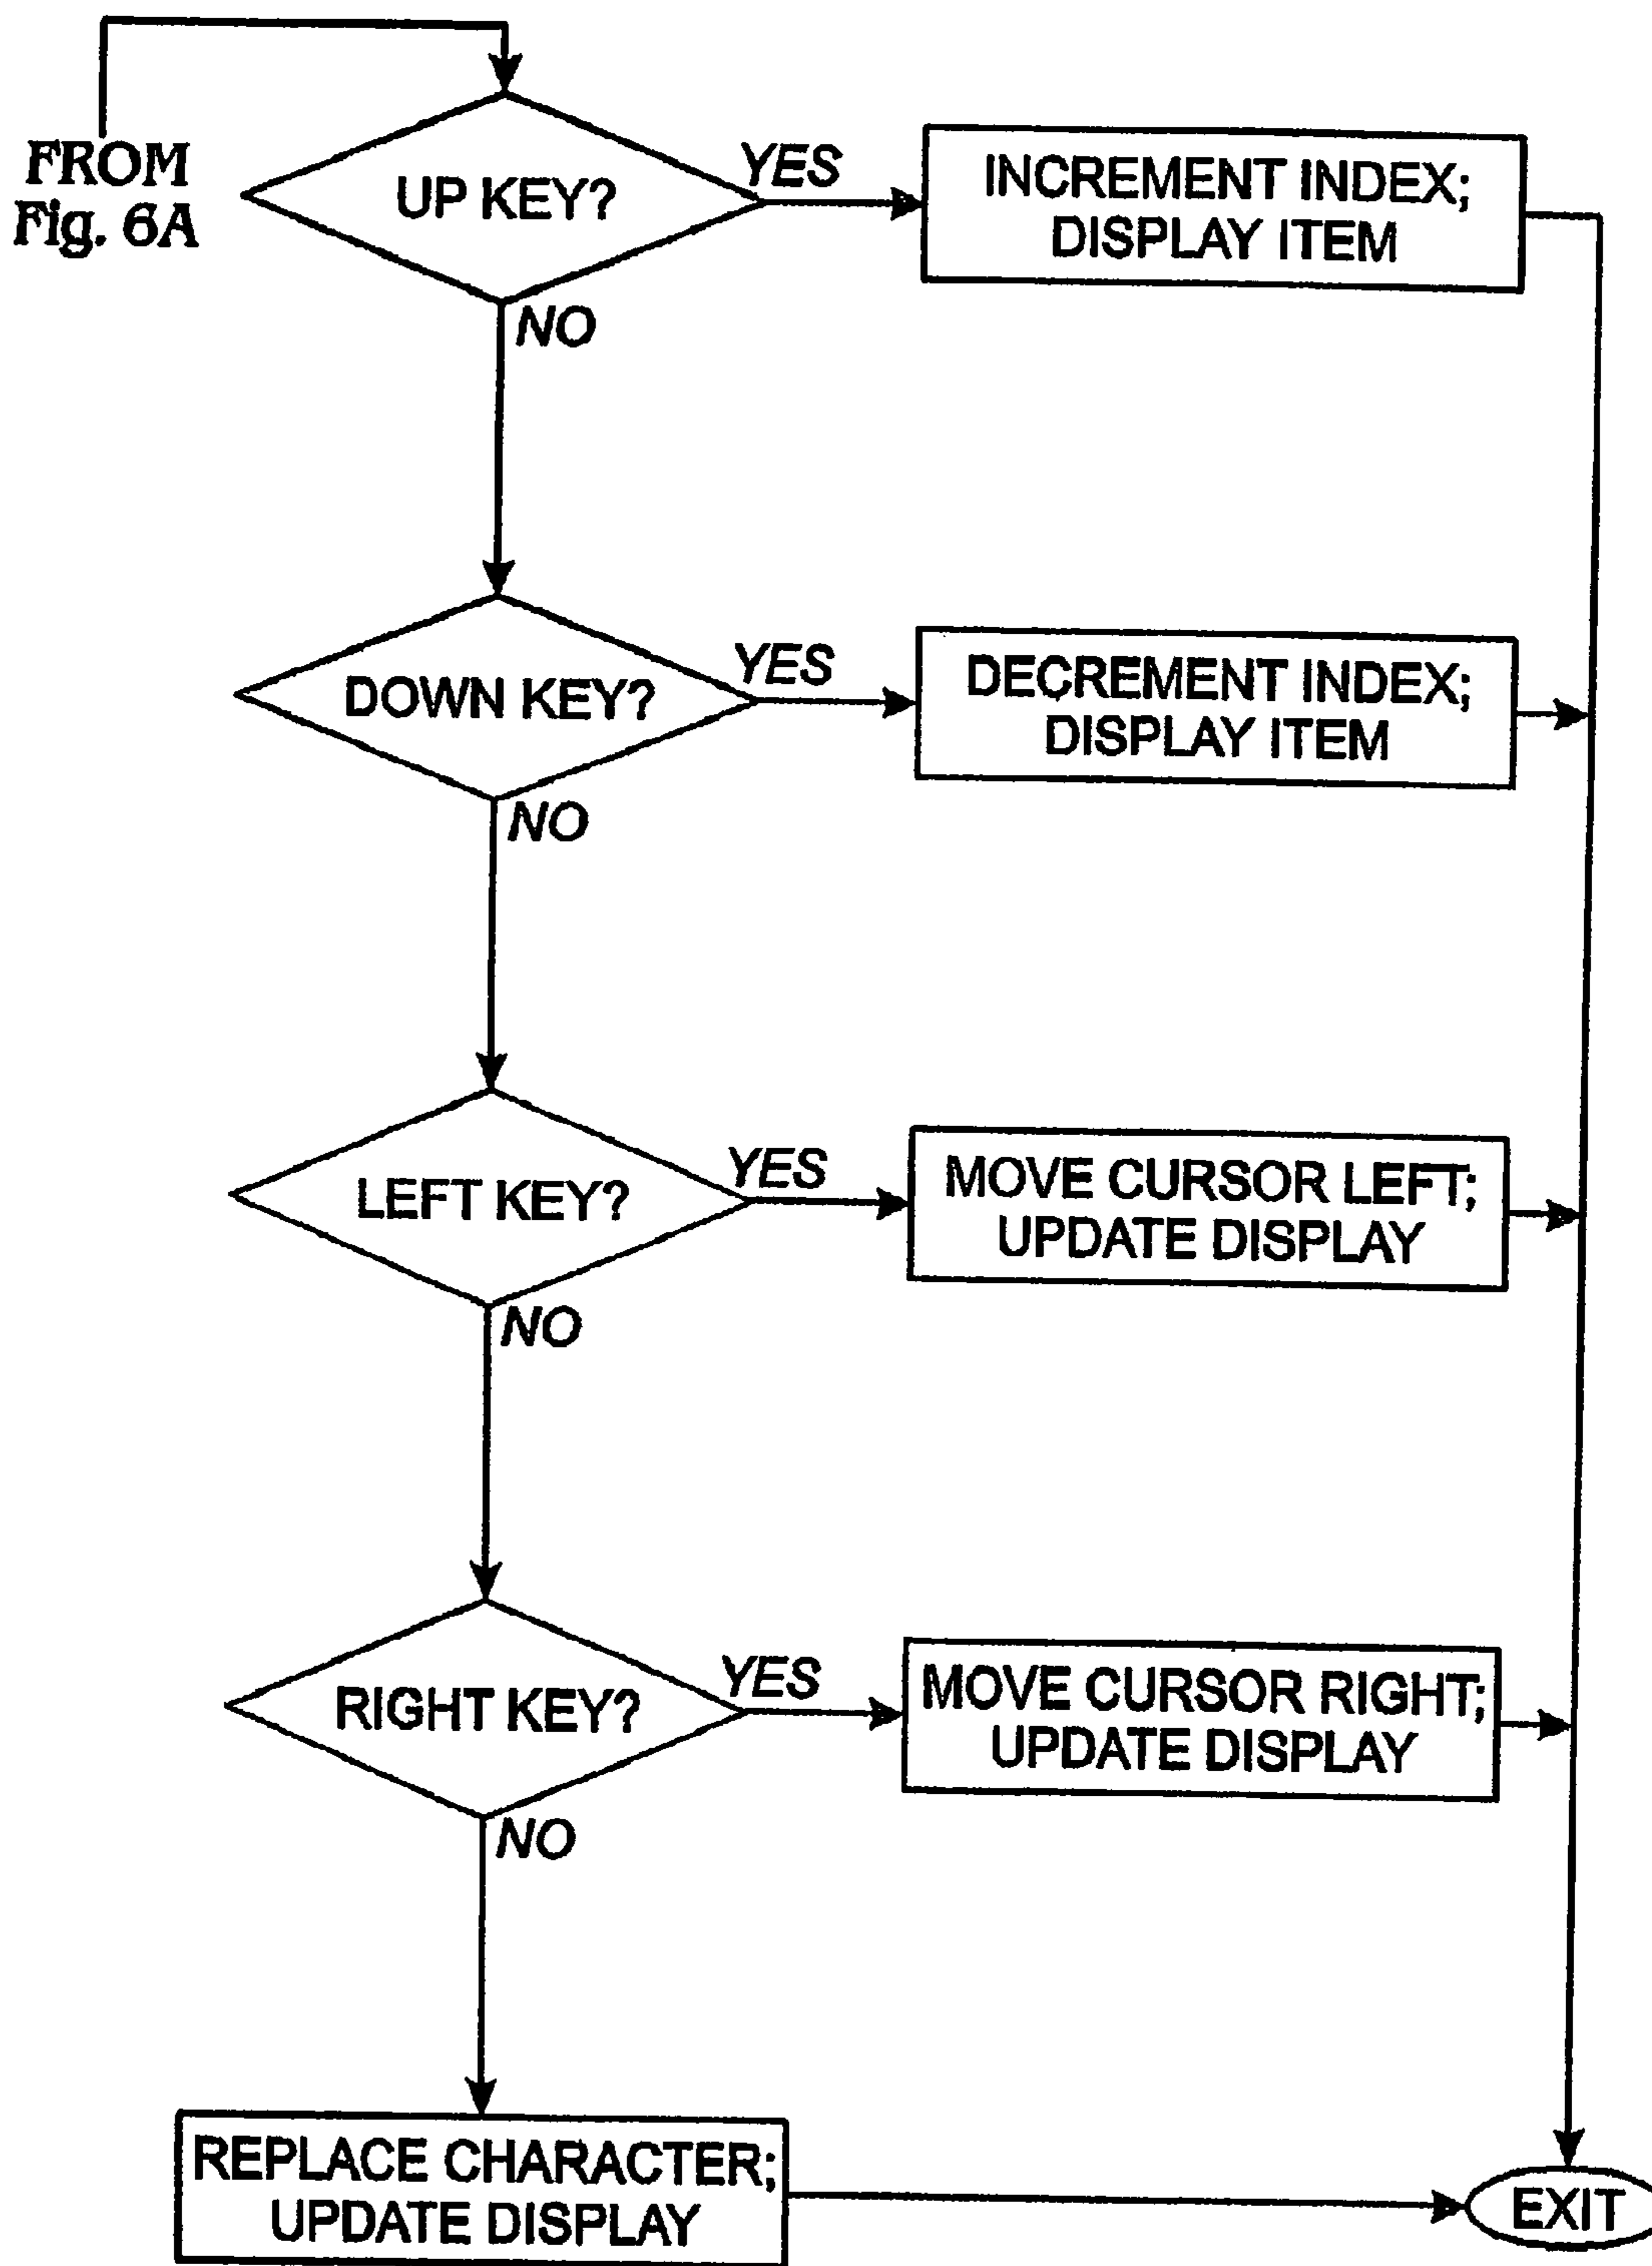 FROM
Fig. 6A
UP KEY?
YES
INCREMENT INDEX;
DISPLAY ITEM
NO
DOWN KEY?
YES
DECREMENT INDEX;
DISPLAY ITEM
NO
LEFT KEY?
YES
MOVE CURSOR LEFT;
UPDATE DISPLAY
NO
RIGHT KEY?
YES
MOVE CURSOR RIGHT;
UPDATE DISPLAY
NO
REPLACE CHARACTER;
UPDATE DISPLAY
EXIT